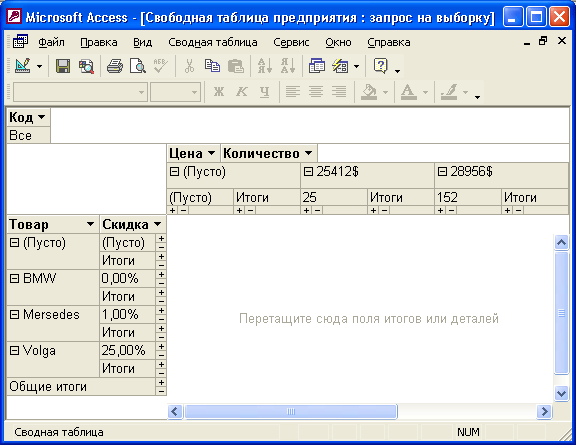 Microsoft Access - [Свободная таблица предприятия : запрос на выборку]
Файл Правка Вид Сводная таблица Сервис Окно Справка
Ж К Ч
Код
Все
Цена Количество
(Пусто) 25412$ 28956$
(Пусто) Итоги 25 Итоги 152 Итоги
Товар Скидка
(Пусто) (Пусто)
Итоги
BMW 0,00%
Итоги
Mersedes 1,00%
Итоги
Volga 25,00%
Итоги
Общие итоги
Перетащите сюда поля итогов или деталей
Сводная таблица NUM